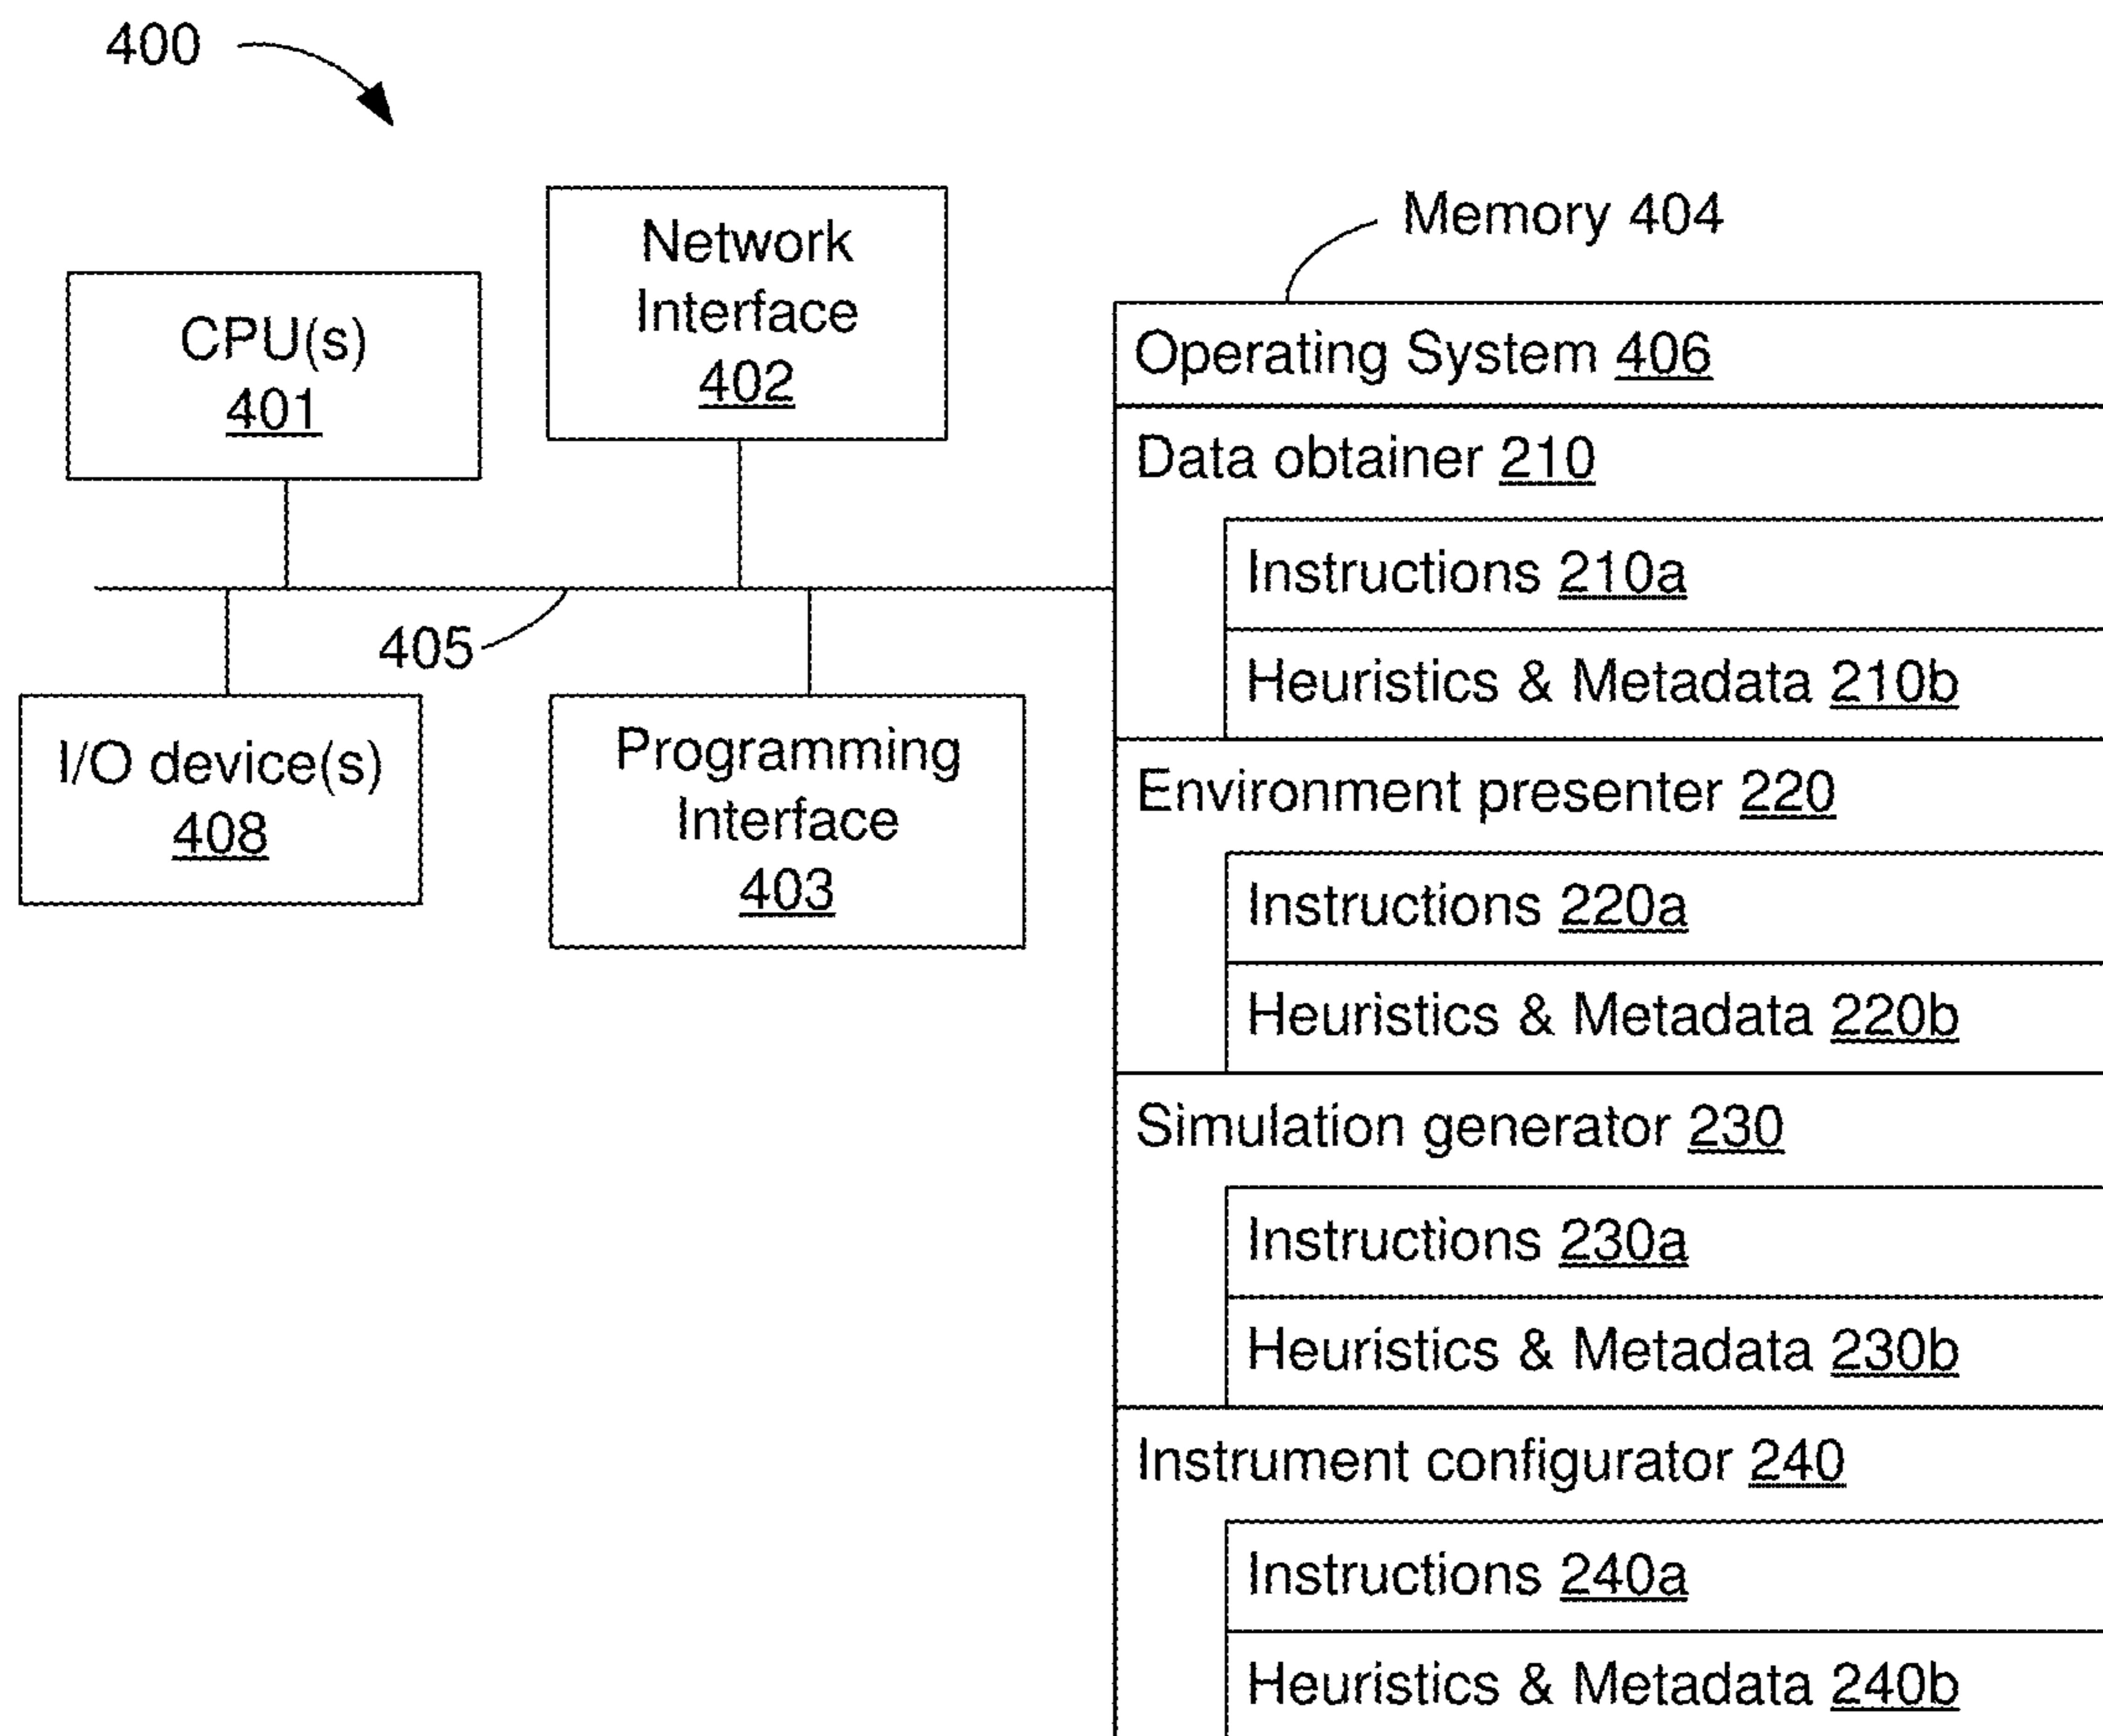 400
Network
Interface
402
Memory 404
CPU(s)
401
Operating System 406
Data obtainer 210
Instructions 210a
405
Heuristics & Metadata 210b
I/O device(s)
408
Programming
Interface
403
Environment presenter 220
Instructions 220a
Heuristics & Metadata 220b
Simulation generator 230
Instructions 230a
Heuristics & Metadata 230b
Instrument configurator 240
Instructions 240a
Heuristics & Metadata 240b